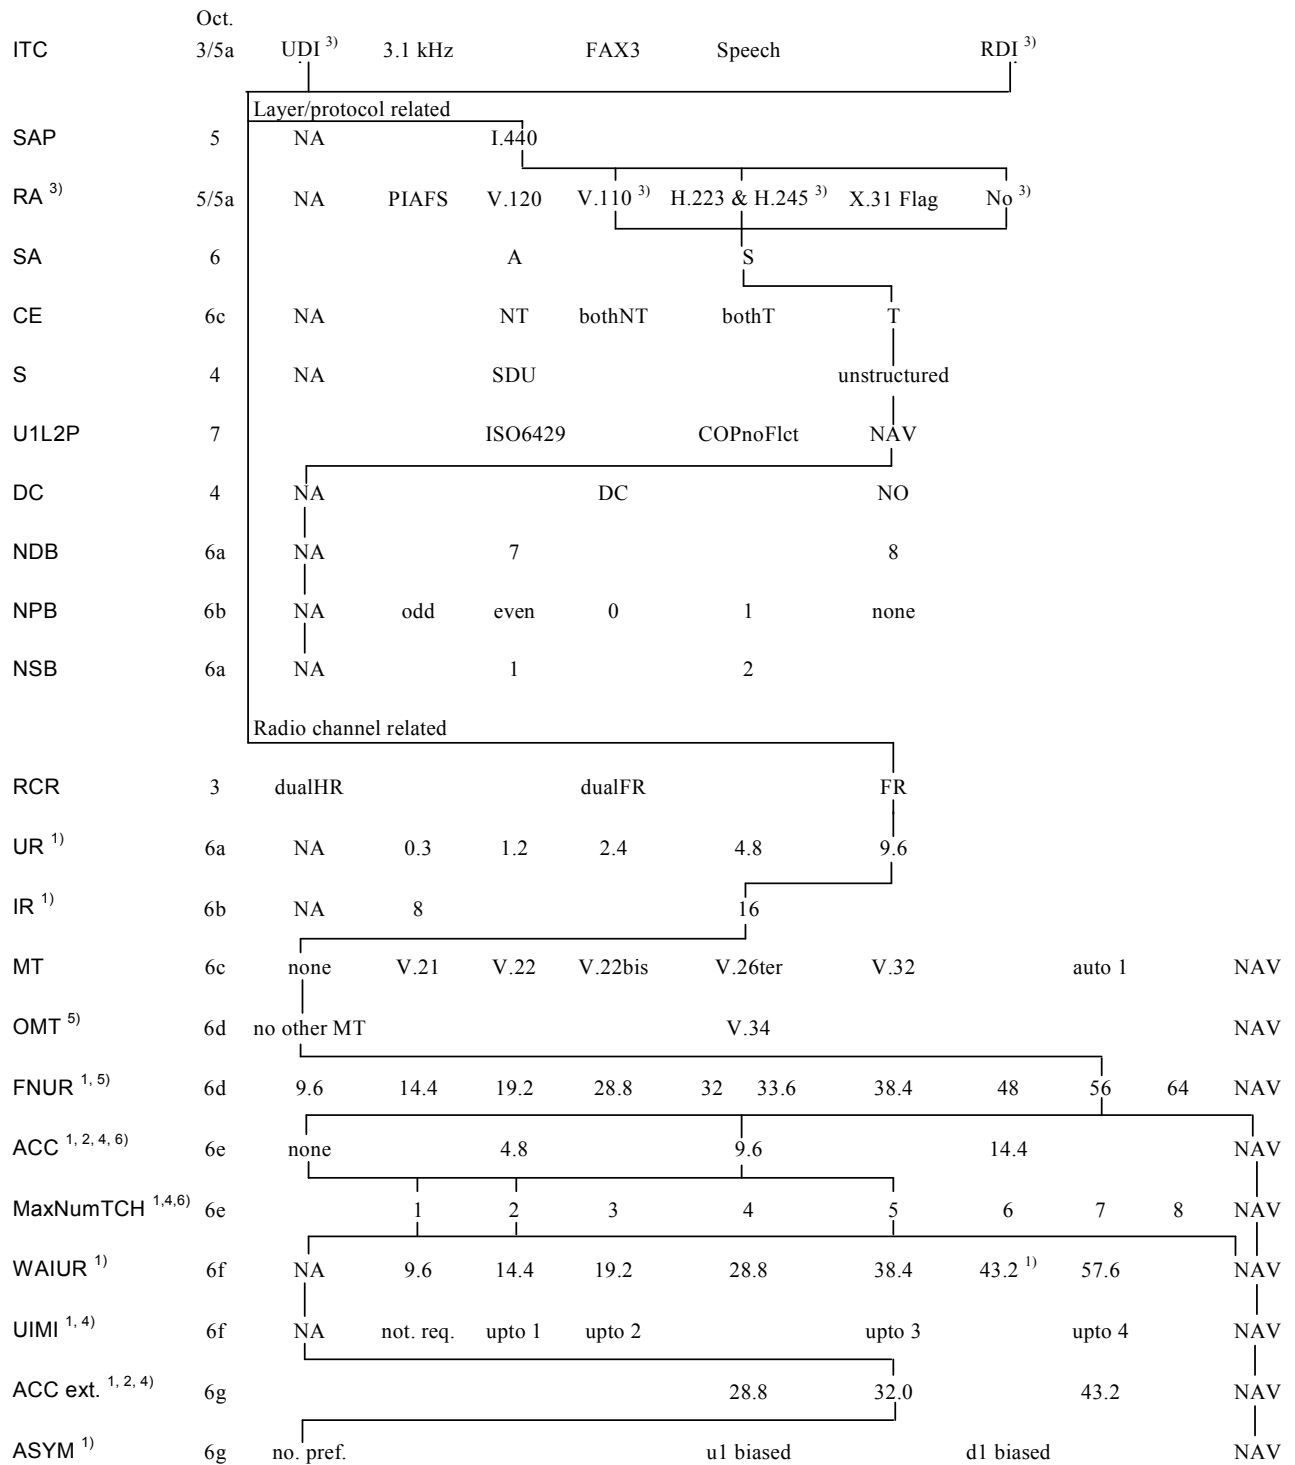 Oct.
ITC 3/5a UDI 3) 3.1 kHz FAX3 Speech RDI 3)
Layer/protocol related
SAP 5 NA I.440
RA 3) 5/5a NA PIAFS V.120 V.110 3) H.223 & H.245 3) X.31 Flag No 3)
SA 6 A S
CE 6c NA NT bothNT bothT T
S 4 NA SDU unstructured
U1L2P 7 ISO6429 COPnoFlct NAV
DC 4 NA DC NO
NDB 6a NA 7 8
NPB 6b NA odd even 0 1 none
NSB 6a NA 1 2
Radio channel related
RCR 3 dualHR dualFR FR
UR 1) 6a NA 0.3 1.2 2.4 4.8 9.6
IR 1) 6b NA 8 16
MT 6c none V.21 V.22 V.22bis V.26ter V.32 auto 1 NAV
OMT 5) 6d no other MT V.34 NAV
FNUR 1, 5) 6d 9.6 14.4 19.2 28.8 32 33.6 38.4 48 56 64 NAV
ACC 1, 2, 4, 6) 6e none 4.8 9.6 14.4 NAV
MaxNumTCH 1,4,6) 6e 1 2 3 4 5 6 7 8 NAV
WAIUR 1) 6f NA 9.6 14.4 19.2 28.8 38.4 43.2 1) 57.6 NAV
UIMI 1, 4) 6f NA not. req. upto 1 upto 2 upto 3 upto 4 NAV
ACC ext. 1, 2, 4) 6g 28.8 32.0 43.2 NAV
ASYM 1) 6g no. pref. u1 biased d1 biased NAV